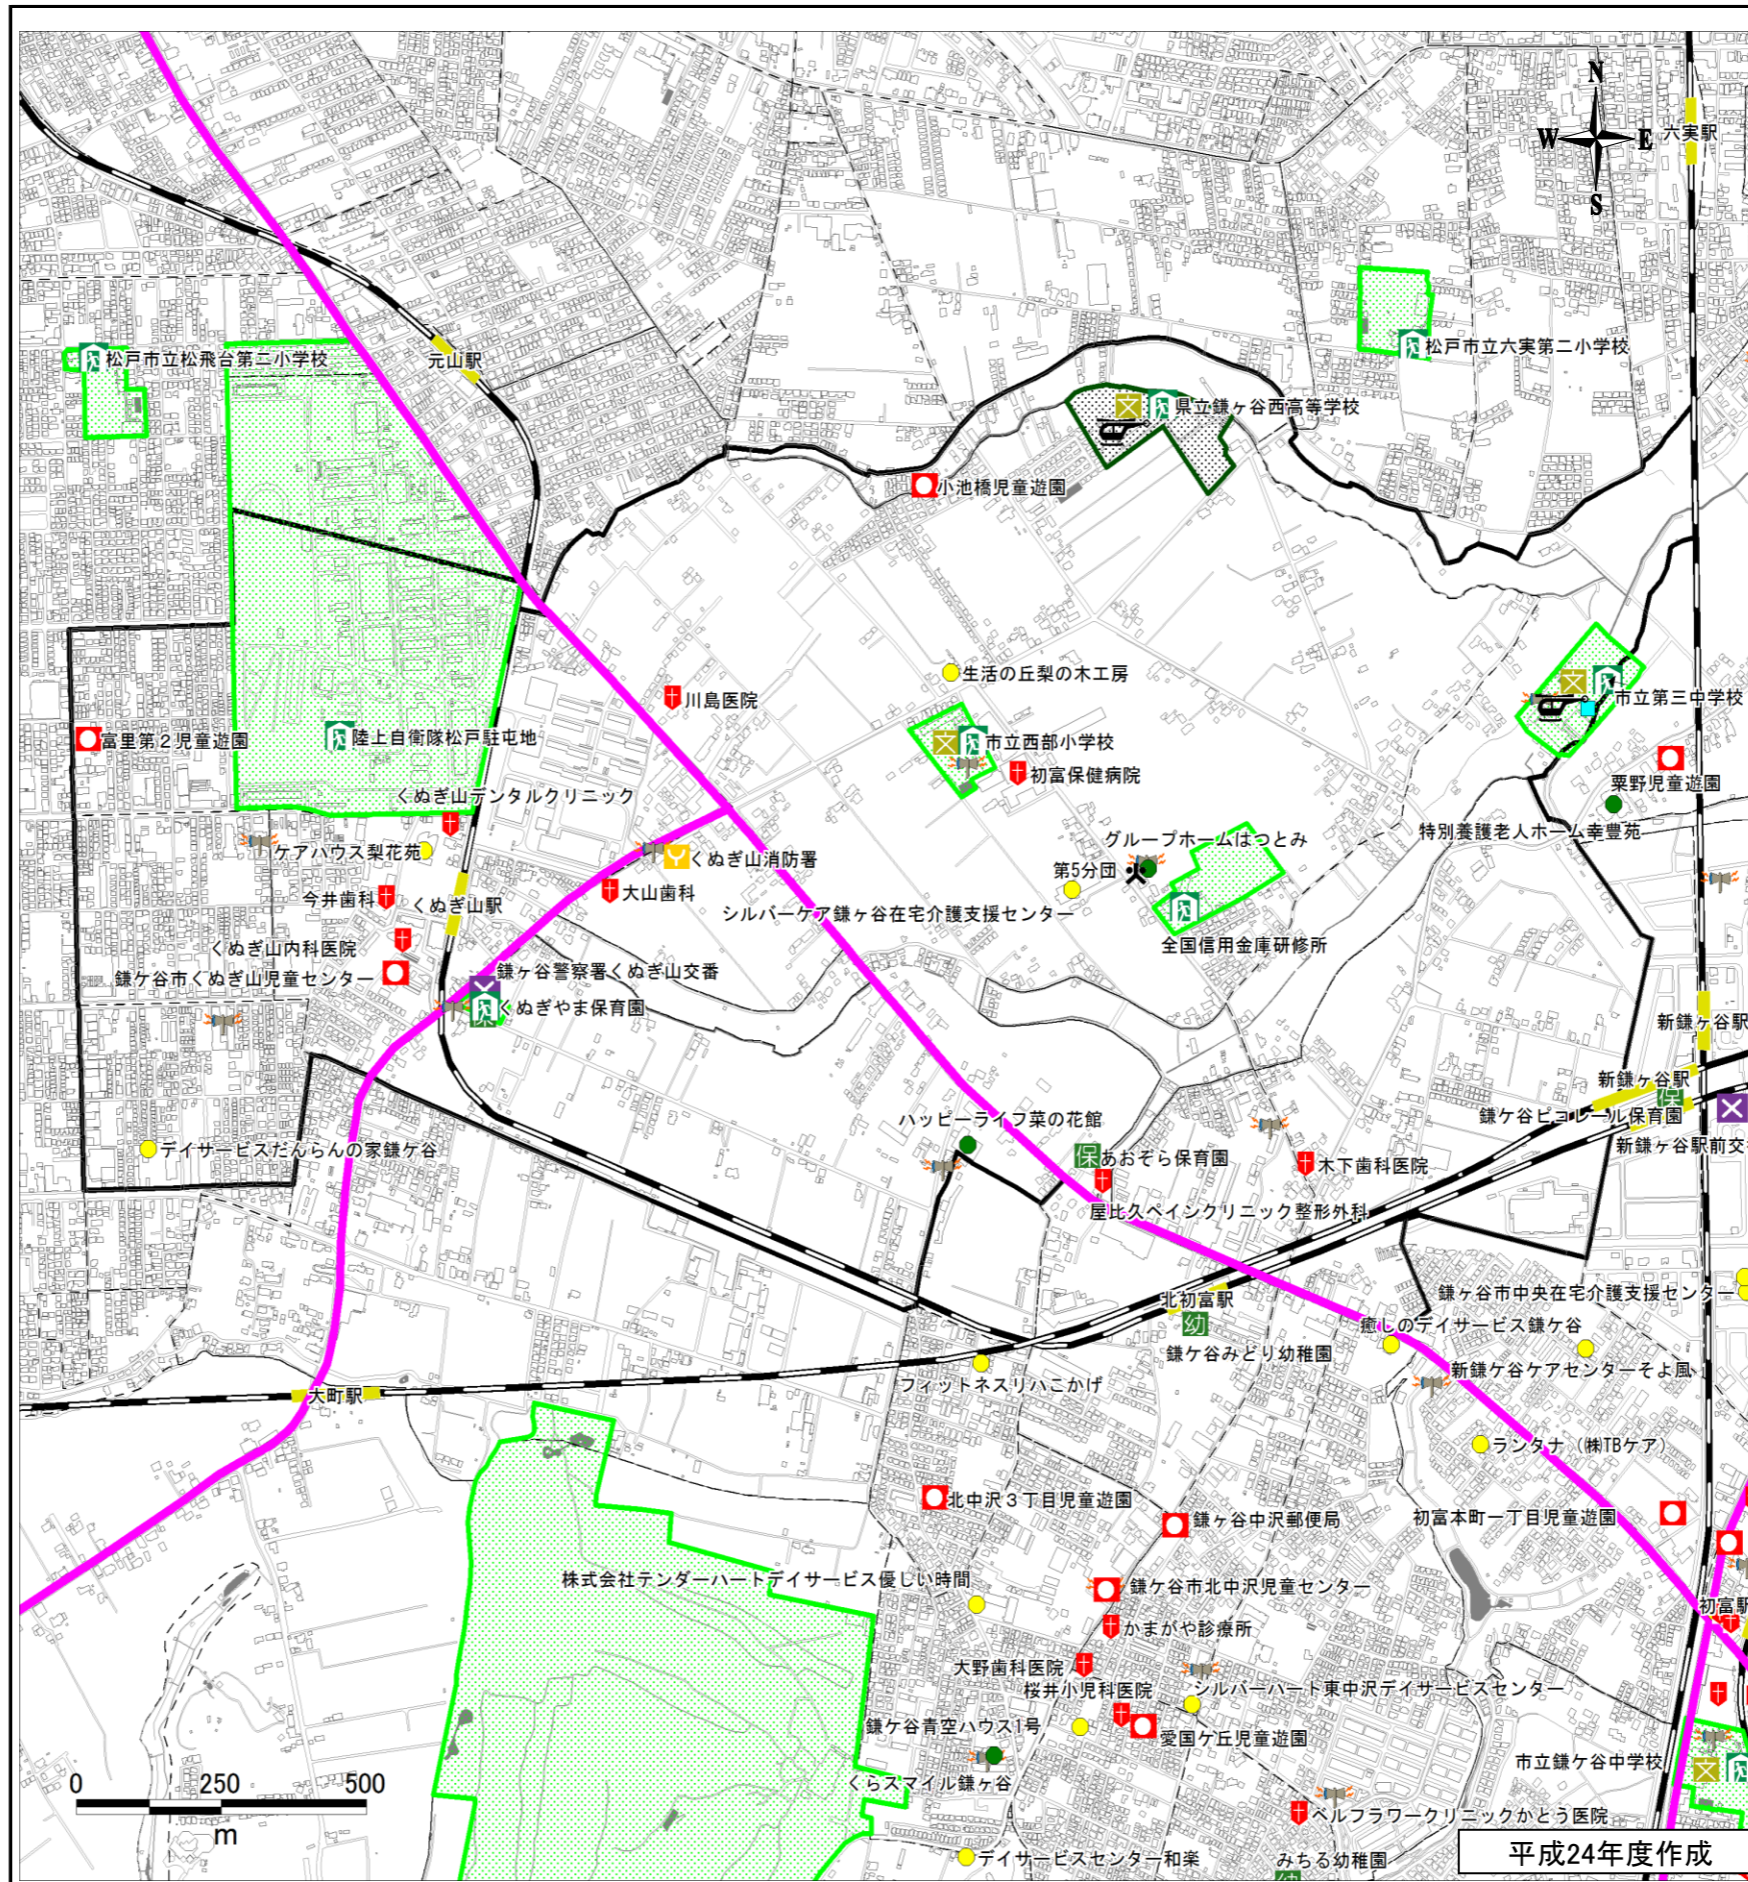 N
W
E
S
六実駅
松戸市立松飛台第二小学校
元山駅
松戸市立六実第二小学校
県立鎌ヶ谷西高等学校
文
小池橋児童遊園
生活の丘梨の木工房
川島医院
文
市立第三中学校
富里第２児童遊園
陸上自衛隊松戸駐屯地
文
市立西部小学校
初富保健病院
粟野児童遊園
くぬぎ山デンタルクリニック
特別養護老人ホーム幸豊苑
グループホームはつとみ
ケアハウス梨花苑
くぬぎ山消防署
第5分団
今井歯科
大山歯科
くぬぎ山駅
シルバーケア鎌ヶ谷在宅介護支援センター
全国信用金庫研修所
くぬぎ山内科医院
鎌ケ谷市くぬぎ山児童センター
鎌ヶ谷警察署くぬぎ山交番
くぬぎやま保育園
新鎌ヶ谷駅
新鎌ヶ谷駅
保
鎌ケ谷ピコレール保育園
ハッピーライフ菜の花館
新鎌ヶ谷駅前交
デイサービスだんらんの家鎌ケ谷
保
あおぞら保育園
木下歯科医院
屋比久ペインクリニック整形外科
北初富駅
鎌ヶ谷市中央在宅介護支援センター
幼
癒しのデイサービス鎌ケ谷
鎌ケ谷みどり幼稚園
新鎌ケ谷ケアセンターそよ風
フィットネスリハこかげ
大町駅
ランタナ（㈱TBケア）
北中沢３丁目児童遊園
鎌ヶ谷中沢郵便局
初富本町一丁目児童遊園
株式会社テンダーハートデイサービス優しい時間
鎌ケ谷市北中沢児童センター
初富駅
かまがや診療所
大野歯科医院
桜井小児科医院
シルバーハート東中沢デイサービスセンター
鎌ケ谷青空ハウス1号
愛国ケ丘児童遊園
市立鎌ケ谷中学校
文
くらスマイル鎌ヶ谷
0 250 500
m
ベルフラワークリニックかとう医院
デイサービスセンター和楽
みちる幼稚園
平成24年度作成